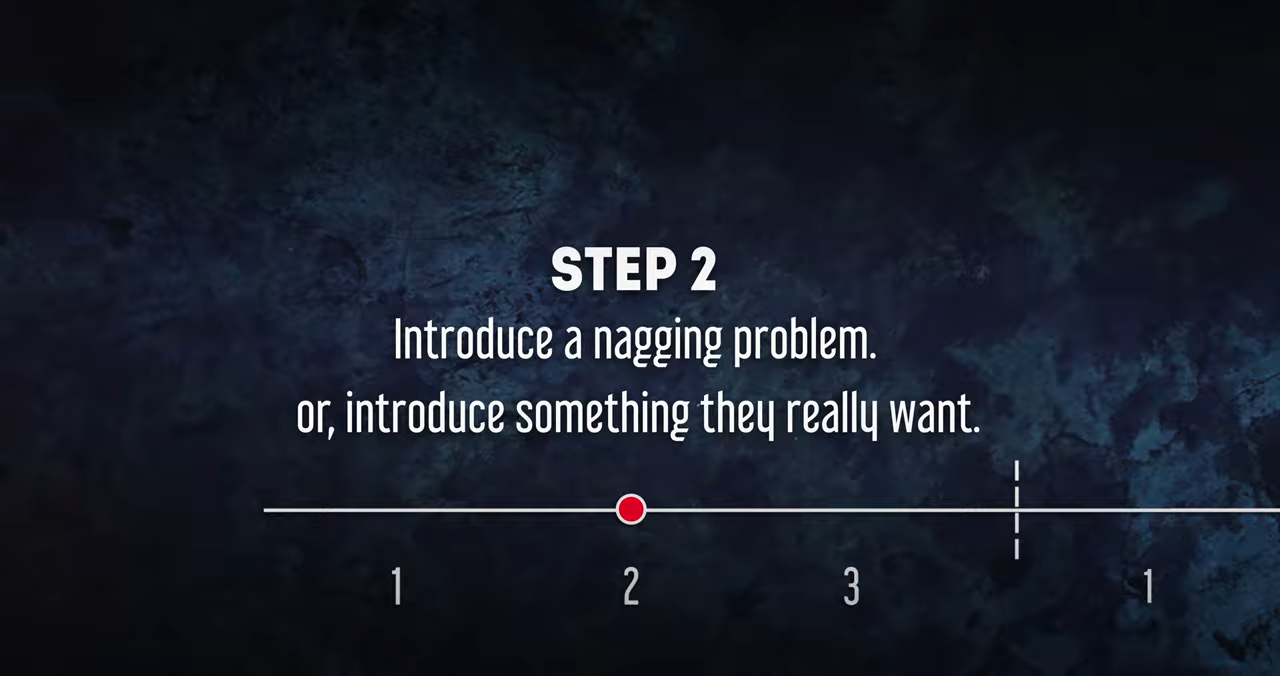 STEP 2
Introduce a nagging problem.
or, introduce something they really want.
1 2 3 1